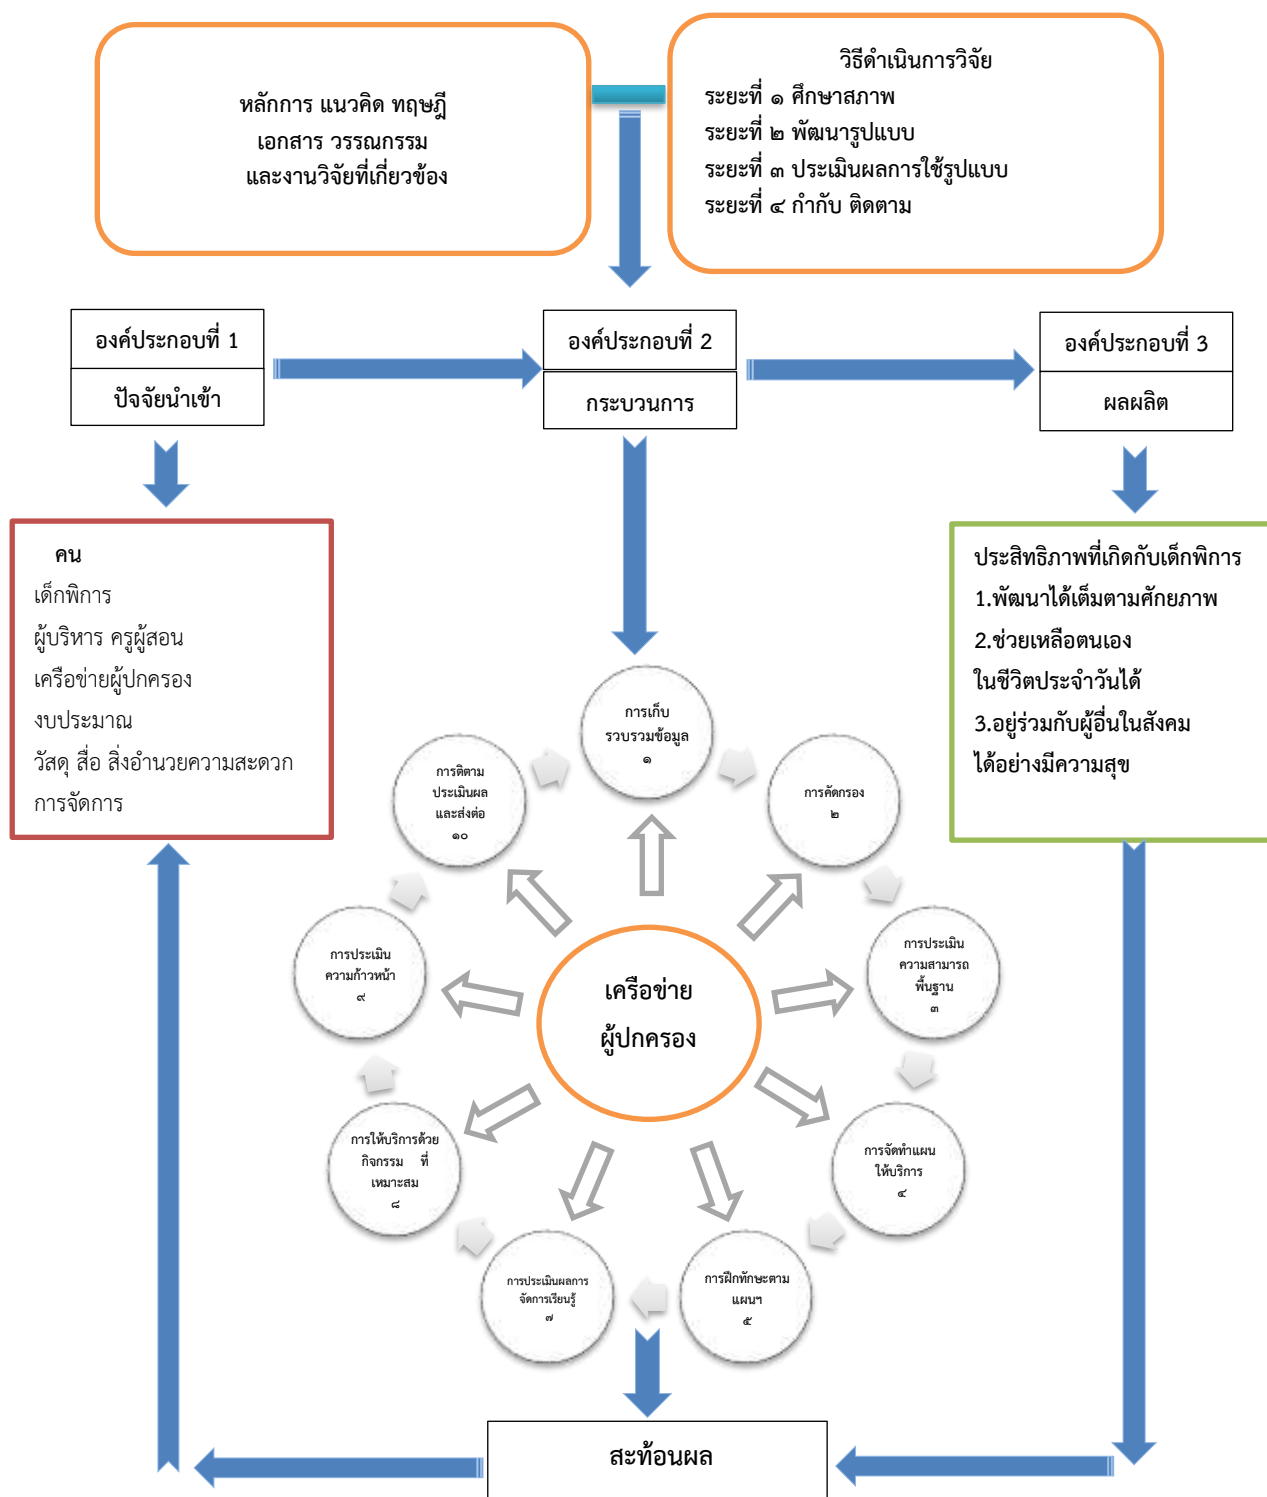 หลักการ แนวคิด ทฤษฎี
เอกสาร วรรณกรรม
และงานวิจัยที่เกี่ยวข้อง
วิธีดำเนินการวิจัย
ระยะที่ ๑ ศึกษาสภาพ
ระยะที่ ๒ พัฒนารูปแบบ
ระยะที่ ๓ ประเมินผลการใช้รูปแบบ
ระยะที่ ๔ กำกับ ติดตาม
องค์ประกอบที่ 1
ปัจจัยนำเข้า
องค์ประกอบที่ 2
กระบวนการ
องค์ประกอบที่ 3
ผลผลิต
คน
เด็กพิการ
ผู้บริหาร ครูผู้สอน
เครือข่ายผู้ปกครอง
งบประมาณ
วัสดุ สื่อ สิ่งอำนวยความสะดวก
การจัดการ
ประสิทธิภาพที่เกิดกับเด็กพิการ
1.พัฒนาได้เต็มตามศักยภาพ
2.ช่วยเหลือตนเอง
ในชีวิตประจำวันได้
3.อยู่ร่วมกับผู้อื่นในสังคม
ได้อย่างมีความสุข
การเก็บ
รวบรวมข้อมูล
๑
การคัดกรอง
๒
การประเมิน
ความสามารถ
พื้นฐาน
๓
การจัดทำแผน
ให้บริการ
๔
การฝึกทักษะตาม
แผนฯ
๕
การประเมินผลการ
จัดการเรียนรู้
๗
การให้บริการด้วย
กิจกรรม ที่
เหมาะสม
๘
การประเมิน
ความก้าวหน้า
๙
การติตาม
ประเมินผล
และส่งต่อ
๑๐
เครือข่าย
ผู้ปกครอง
สะท้อนผล